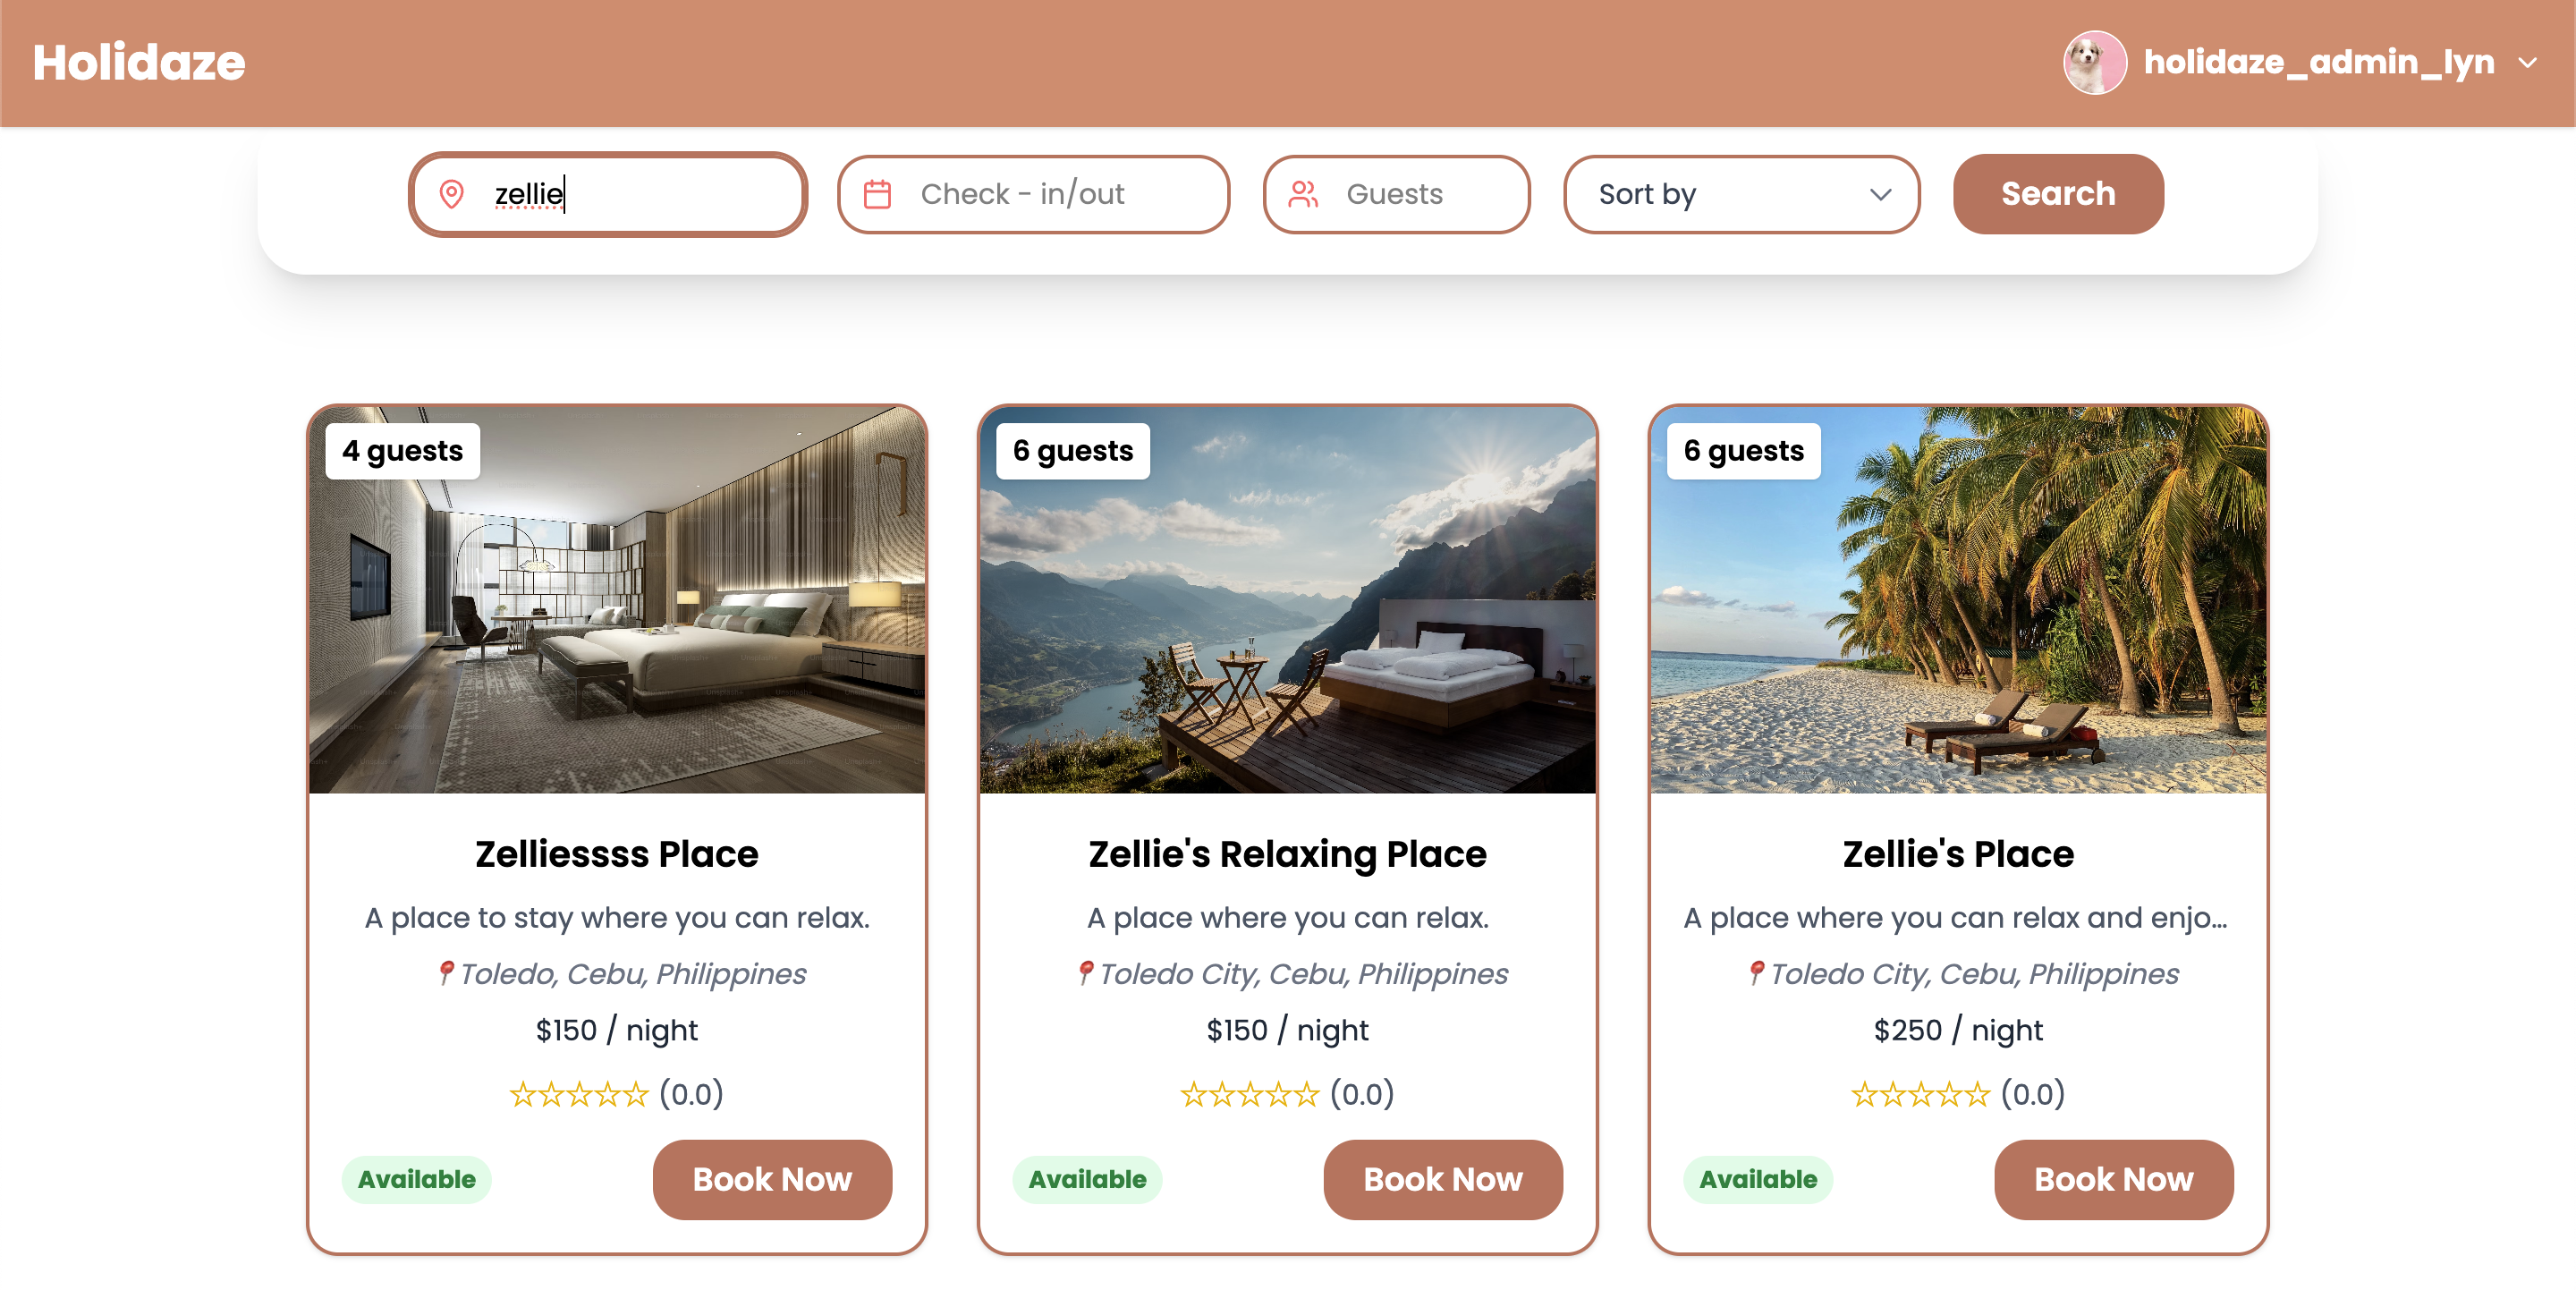 Holidaze
holidaze_admin_lyn
zellie
Check - in/out
Guests
Sort by
Search
4 guests
6 guests
6 guests
Zelliessss Place
A place to stay where you can relax.
📍Toledo, Cebu, Philippines
$150 / night
☆☆☆☆☆ (0.0)
Available
Book Now
Zellie's Relaxing Place
A place where you can relax.
📍Toledo City, Cebu, Philippines
$150 / night
☆☆☆☆☆ (0.0)
Available
Book Now
Zellie's Place
A place where you can relax and enjo...
📍Toledo City, Cebu, Philippines
$250 / night
☆☆☆☆☆ (0.0)
Available
Book Now